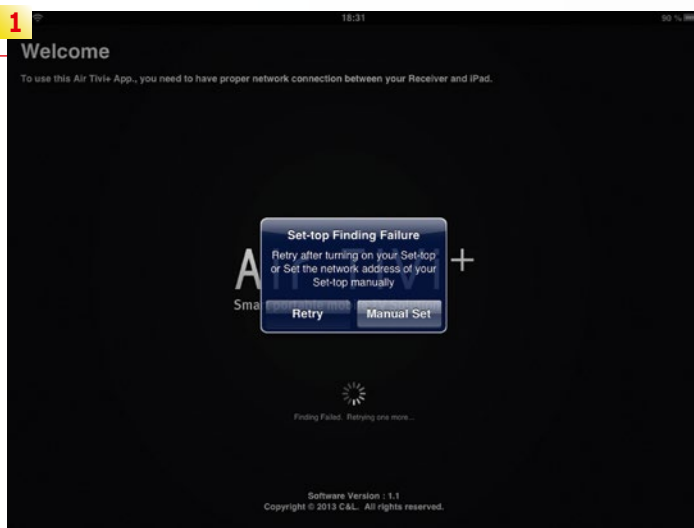 1
18:31
50 %
Welcome
To use this Air Tivi+ App., you need to have proper network connection between your Receiver and iPad.
Set-top Finding Failure
Retry after turning on your Set-top
or Set the network address of your
Set-top manually
A +
Sma
Retry
Manual Set
Finding Failed. Retrying one more...
Software Version : 1.1
Copyright © 2013 C&L. All rights reserved.